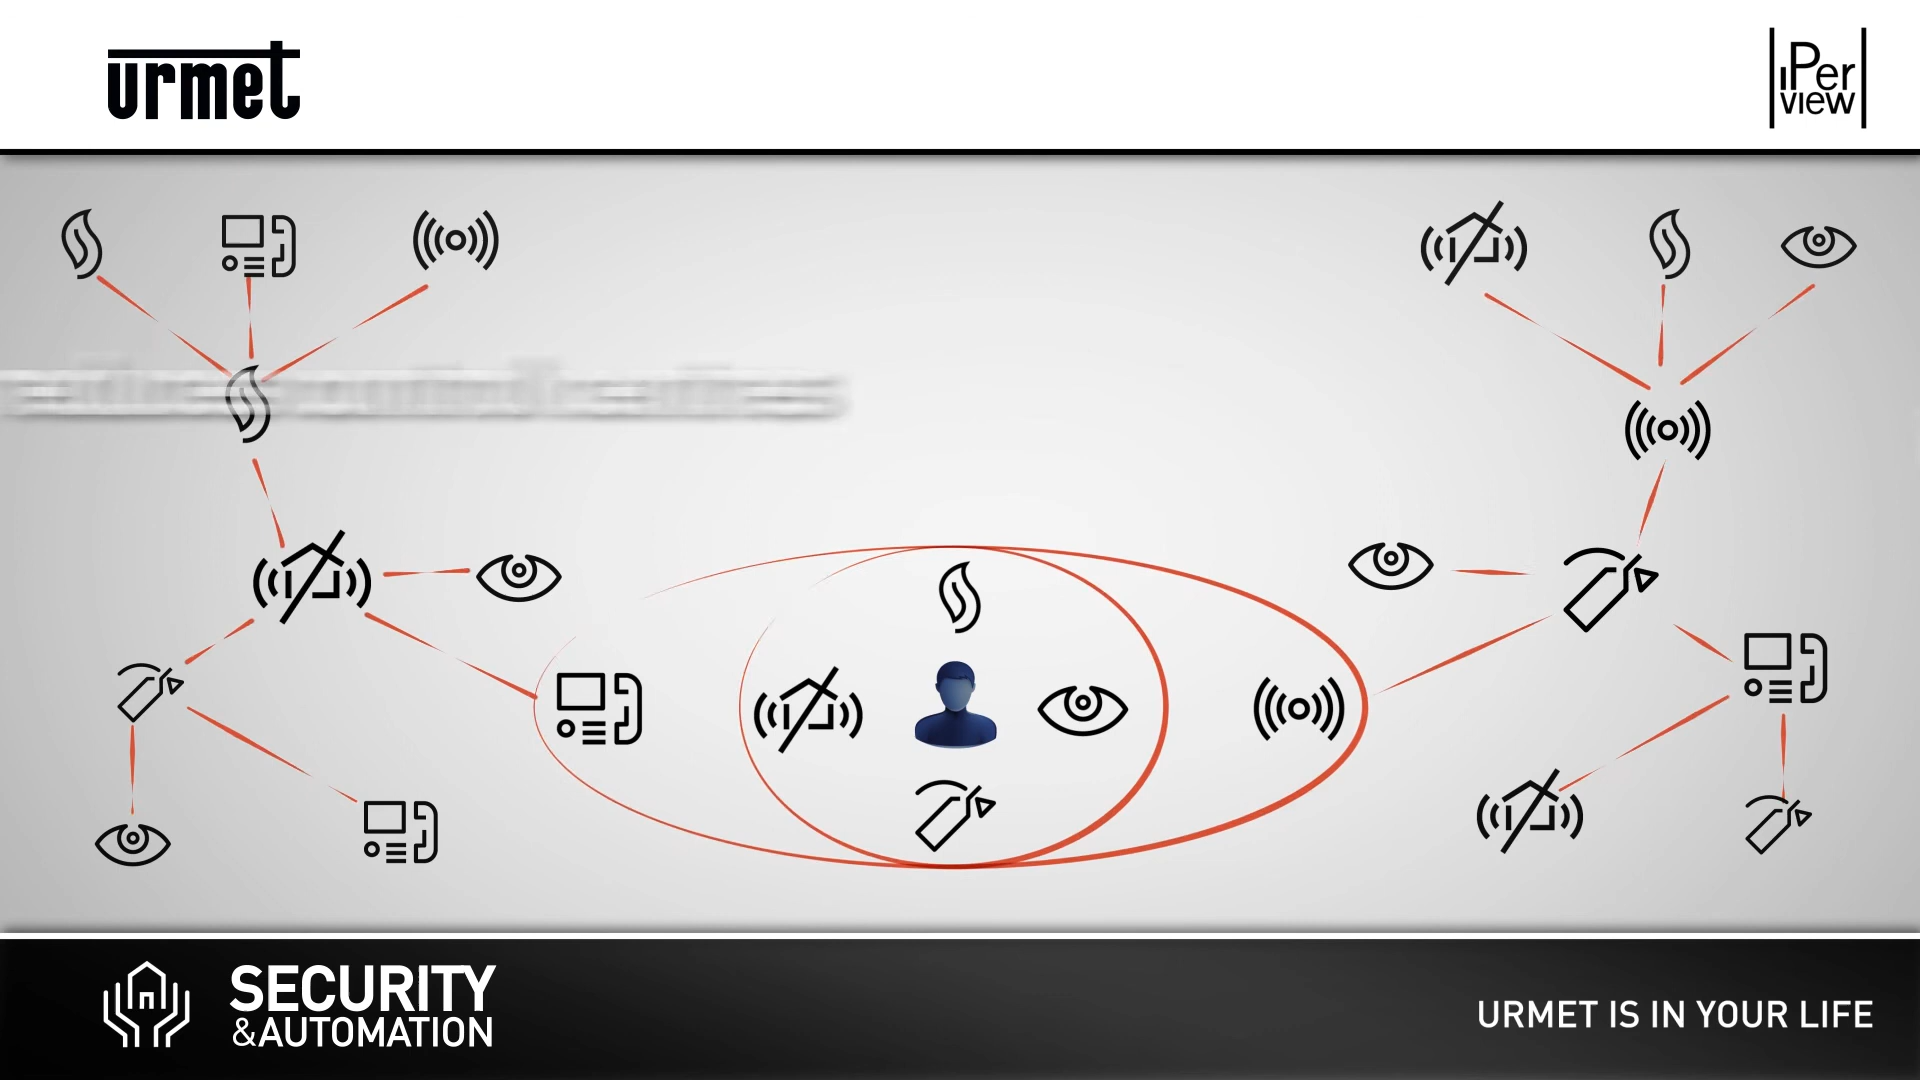 urmet
iPer
view
SECURITY
&AUTOMATION
URMET IS IN YOUR LIFE